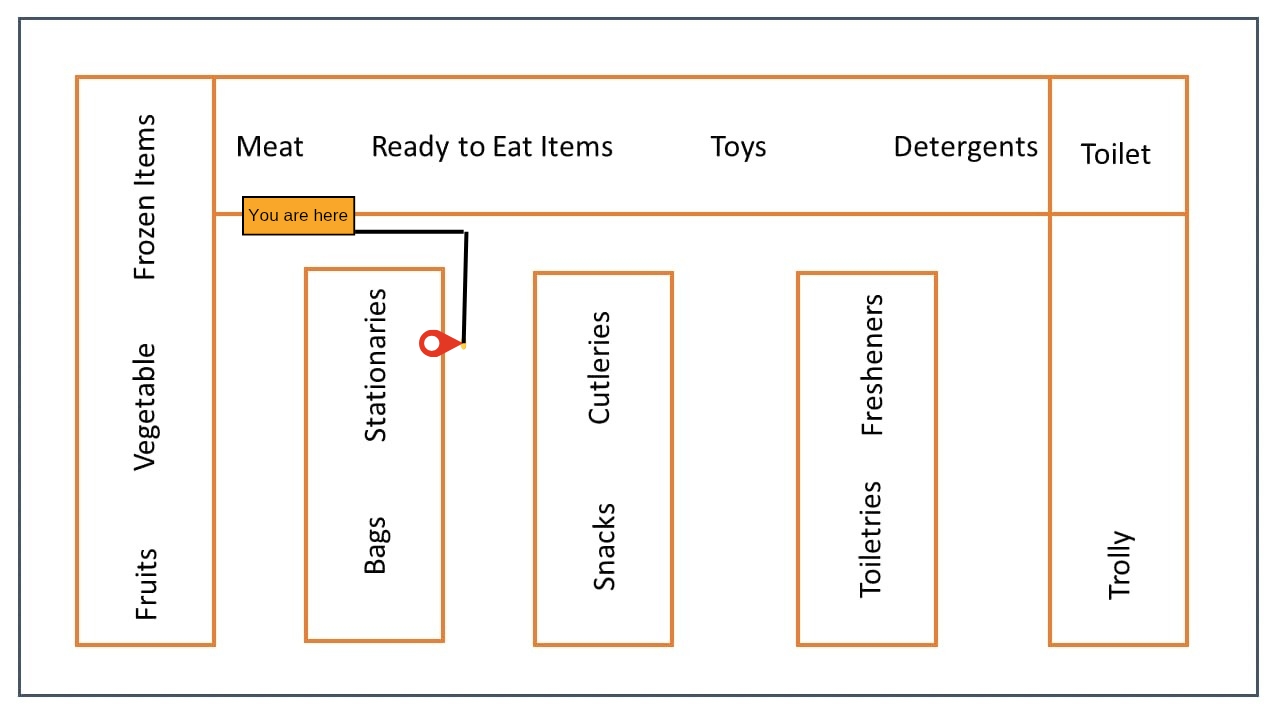 Meat
Ready to Eat Items
Toys
Detergents
Toilet
Frozen Items
You are here
Vegetable
Fruits
Stationaries
Bags
Cutleries
Snacks
Fresheners
Toiletries
Trolly